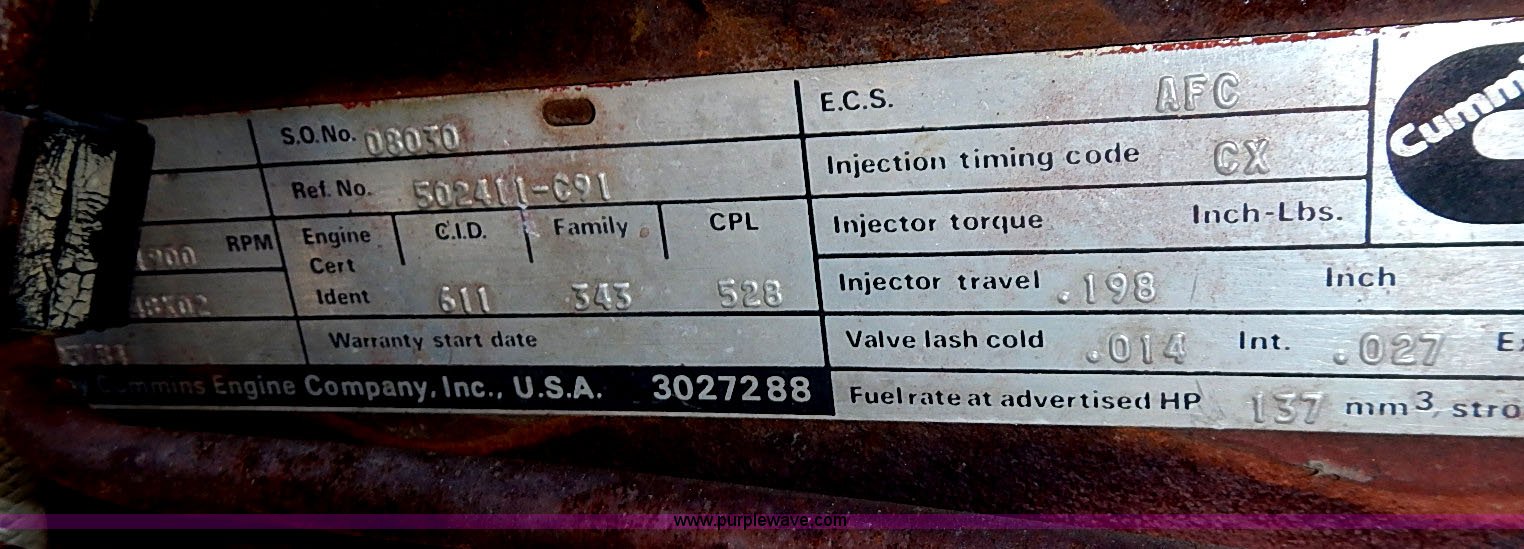 S.O.No. 08030
Ref. No. 502411-C91
RPM
Engine Cert Ident
C.I.D. 611
Family 343
CPL 528
Warranty start date
Cummins Engine Company, Inc., U.S.A. 3027288
E.C.S. AFC
Injection timing code CX
Injector torque Inch-Lbs.
Injector travel .198 Inch
Valve lash cold .014 Int. .027
Fuel rate at advertised HP 137 mm³
www.purplewave.com